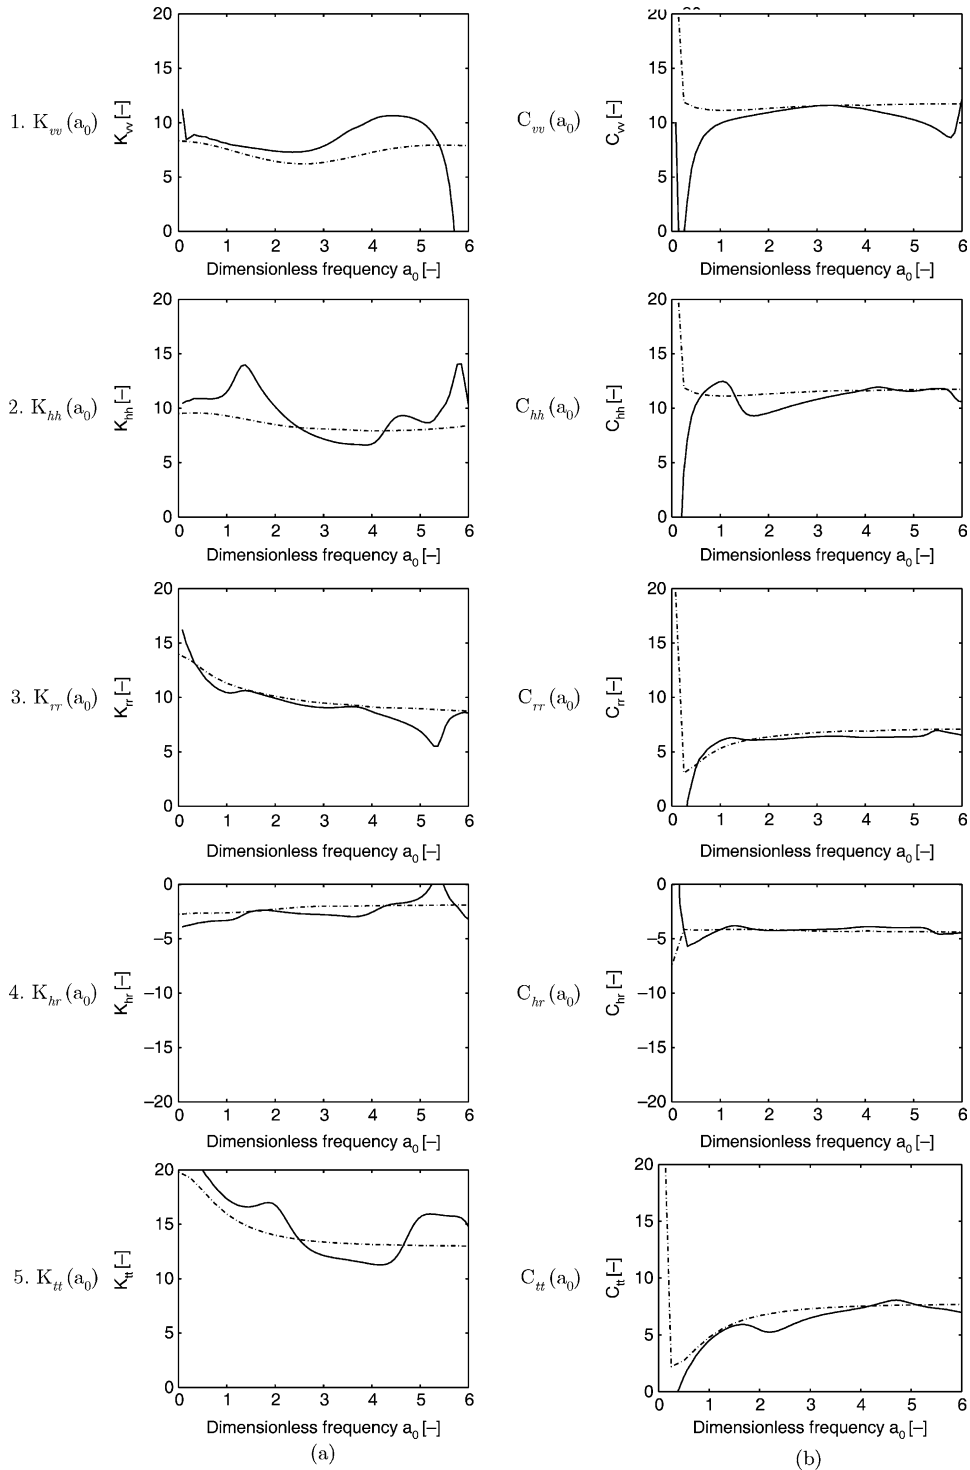 20
15
10
5
0
1. K_vv (a_0)
K_vv [–]
0 1 2 3 4 5 6
Dimensionless frequency a_0 [–]
20
15
10
5
0
C_vv (a_0)
C_vv [–]
0 1 2 3 4 5 6
Dimensionless frequency a_0 [–]
20
15
10
5
0
2. K_hh (a_0)
K_hh [–]
0 1 2 3 4 5 6
Dimensionless frequency a_0 [–]
20
15
10
5
0
C_hh (a_0)
C_hh [–]
0 1 2 3 4 5 6
Dimensionless frequency a_0 [–]
20
15
10
5
0
3. K_rr (a_0)
K_rr [–]
0 1 2 3 4 5 6
Dimensionless frequency a_0 [–]
20
15
10
5
0
C_rr (a_0)
C_rr [–]
0 1 2 3 4 5 6
Dimensionless frequency a_0 [–]
0
–5
–10
–15
–20
4. K_hr (a_0)
K_hr [–]
0 1 2 3 4 5 6
Dimensionless frequency a_0 [–]
0
–5
–10
–15
–20
C_hr (a_0)
C_hr [–]
0 1 2 3 4 5 6
Dimensionless frequency a_0 [–]
20
15
10
5
0
5. K_tt (a_0)
K_tt [–]
0 1 2 3 4 5 6
Dimensionless frequency a_0 [–]
(a)
20
15
10
5
0
C_tt (a_0)
C_tt [–]
0 1 2 3 4 5 6
Dimensionless frequency a_0 [–]
(b)